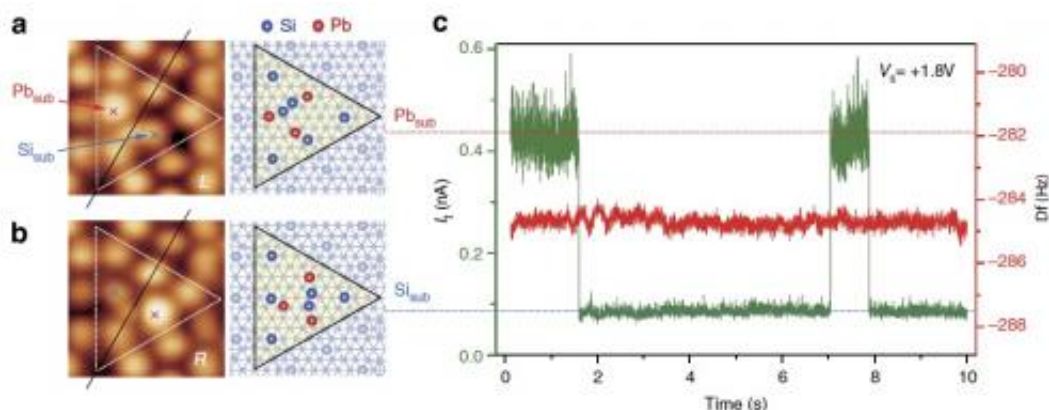 a
Si Pb
Pb_sub
Si_sub
L
b
R
Pb_sub
Si_sub
c
V_s = +1.8V
I_t (nA)
0.6
0.4
0.2
0.0
0 2 4 6 8 10
Time (s)
−280
−282
−284
−286
−288
Df (Hz)